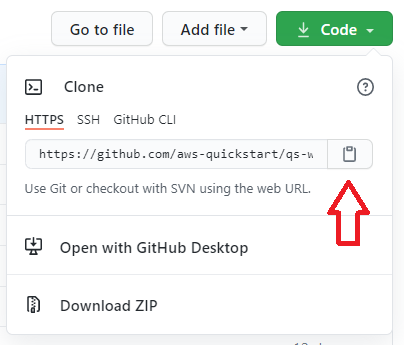 Go to file Add file Code
Clone
HTTPS SSH GitHub CLI
https://github.com/aws-quickstart/qs-w
Use Git or checkout with SVN using the web URL.
Open with GitHub Desktop
Download ZIP